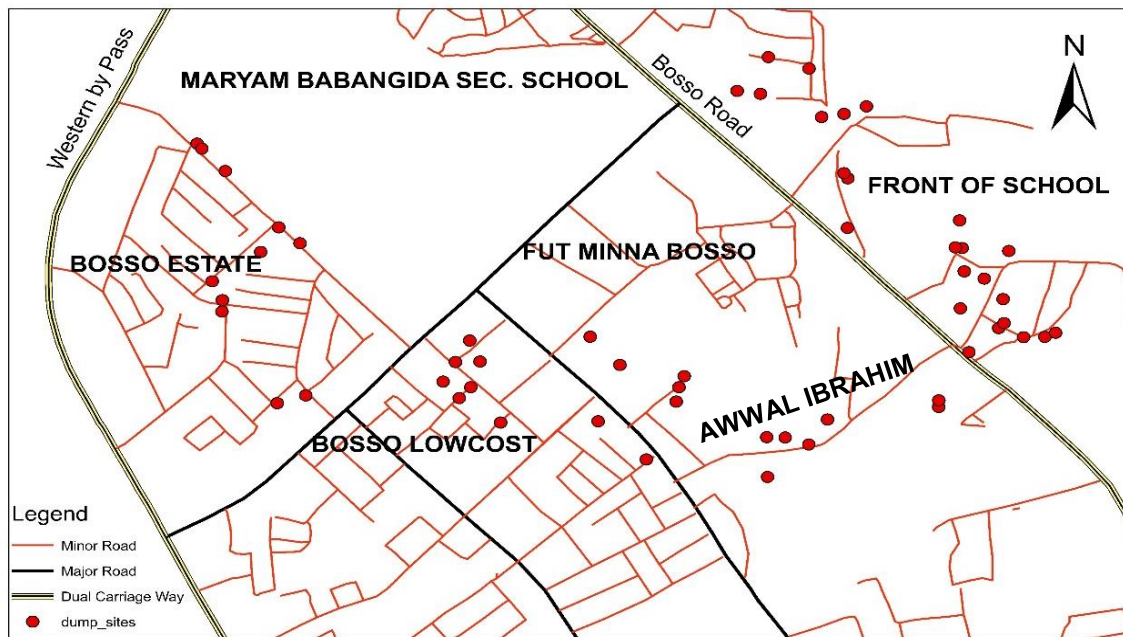 Western by Pass
MARYAM BABANGIDA SEC. SCHOOL
Bosso Road
N
FRONT OF SCHOOL
BOSSO ESTATE
FUT MINNA BOSSO
AWWAL IBRAHIM
BOSSO LOWCOST
Legend
Minor Road
Major Road
Dual Carriage Way
dump_sites